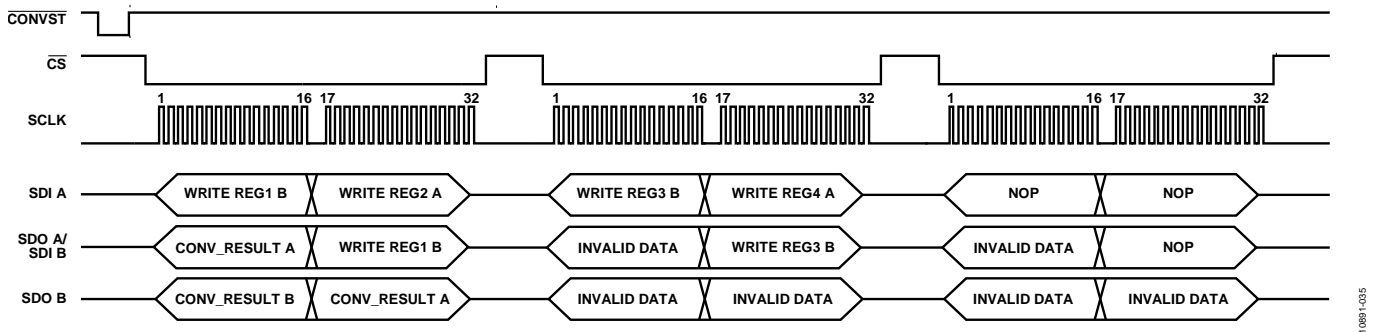 CONVST
CS
1 16 17 32 1 16 17 32 1 16 17 32
SCLK
SDI A WRITE REG1 B WRITE REG2 A WRITE REG3 B WRITE REG4 A NOP NOP
SDO A/
SDI B CONV_RESULT A WRITE REG1 B INVALID DATA WRITE REG3 B INVALID DATA NOP
SDO B CONV_RESULT B CONV_RESULT A INVALID DATA INVALID DATA INVALID DATA INVALID DATA
10891-035